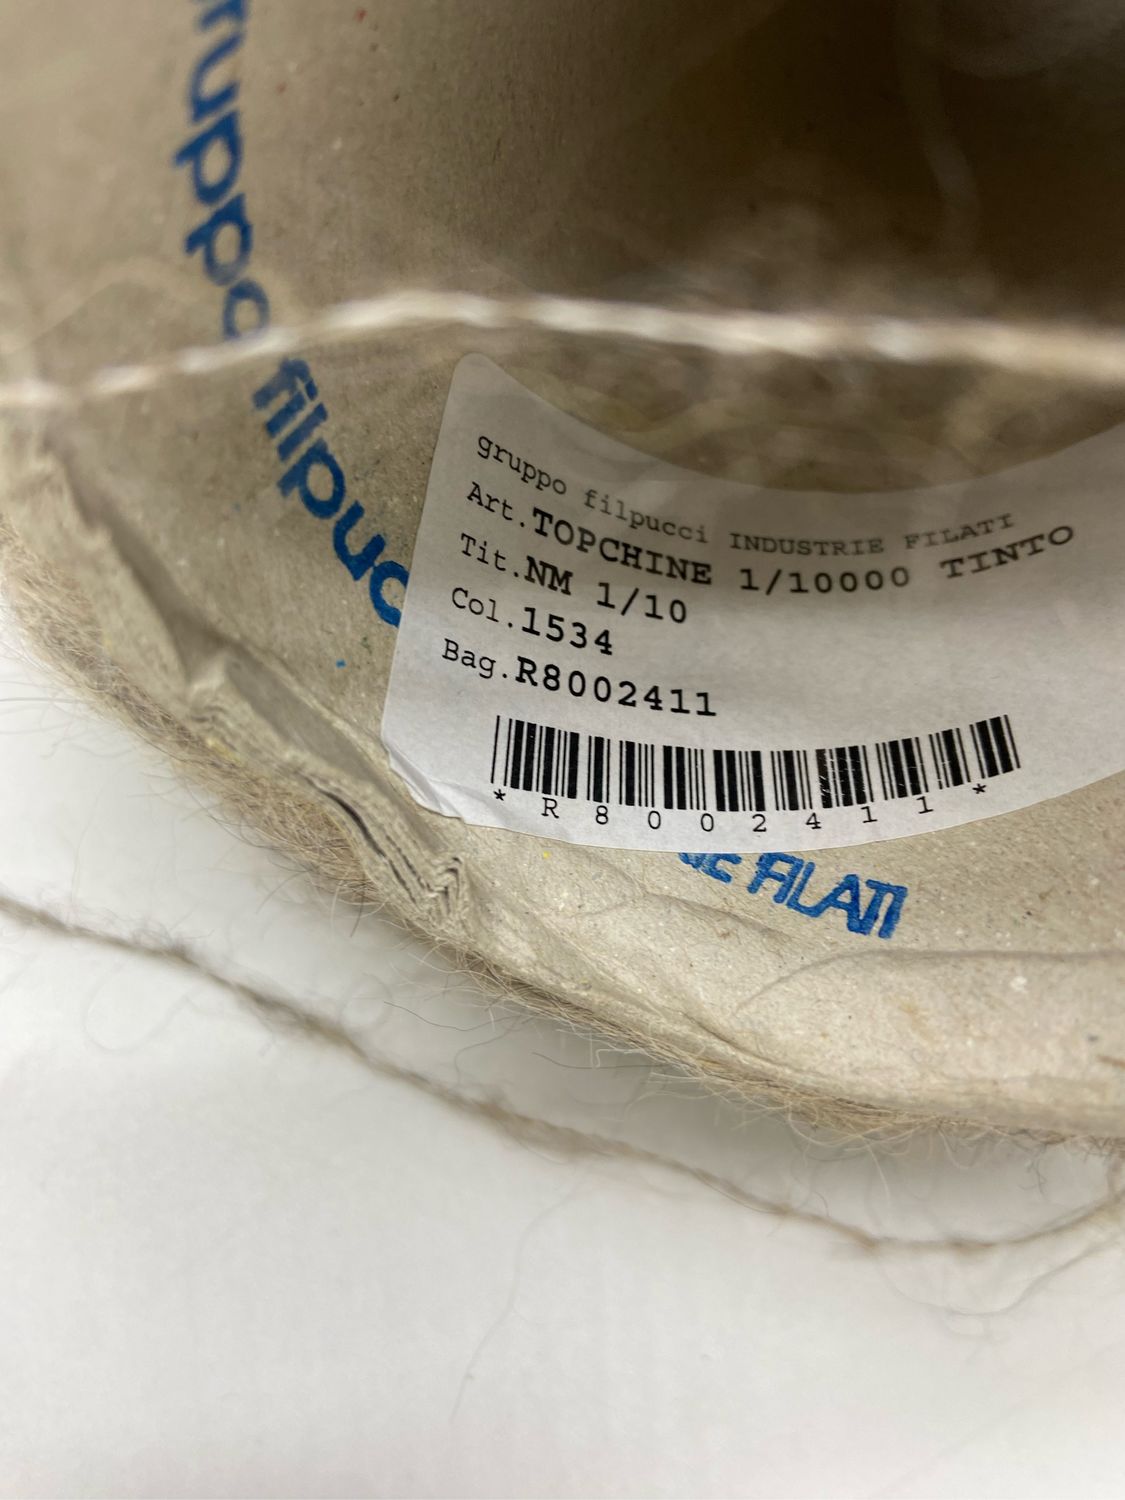 gruppo filpucci
gruppo filpucci INDUSTRIE FILATI
Art.TOPCHINE 1/10000 TINTO
Tit.NM 1/10
Col.1534
Bag.R8002411
*R8002411*
FILATI